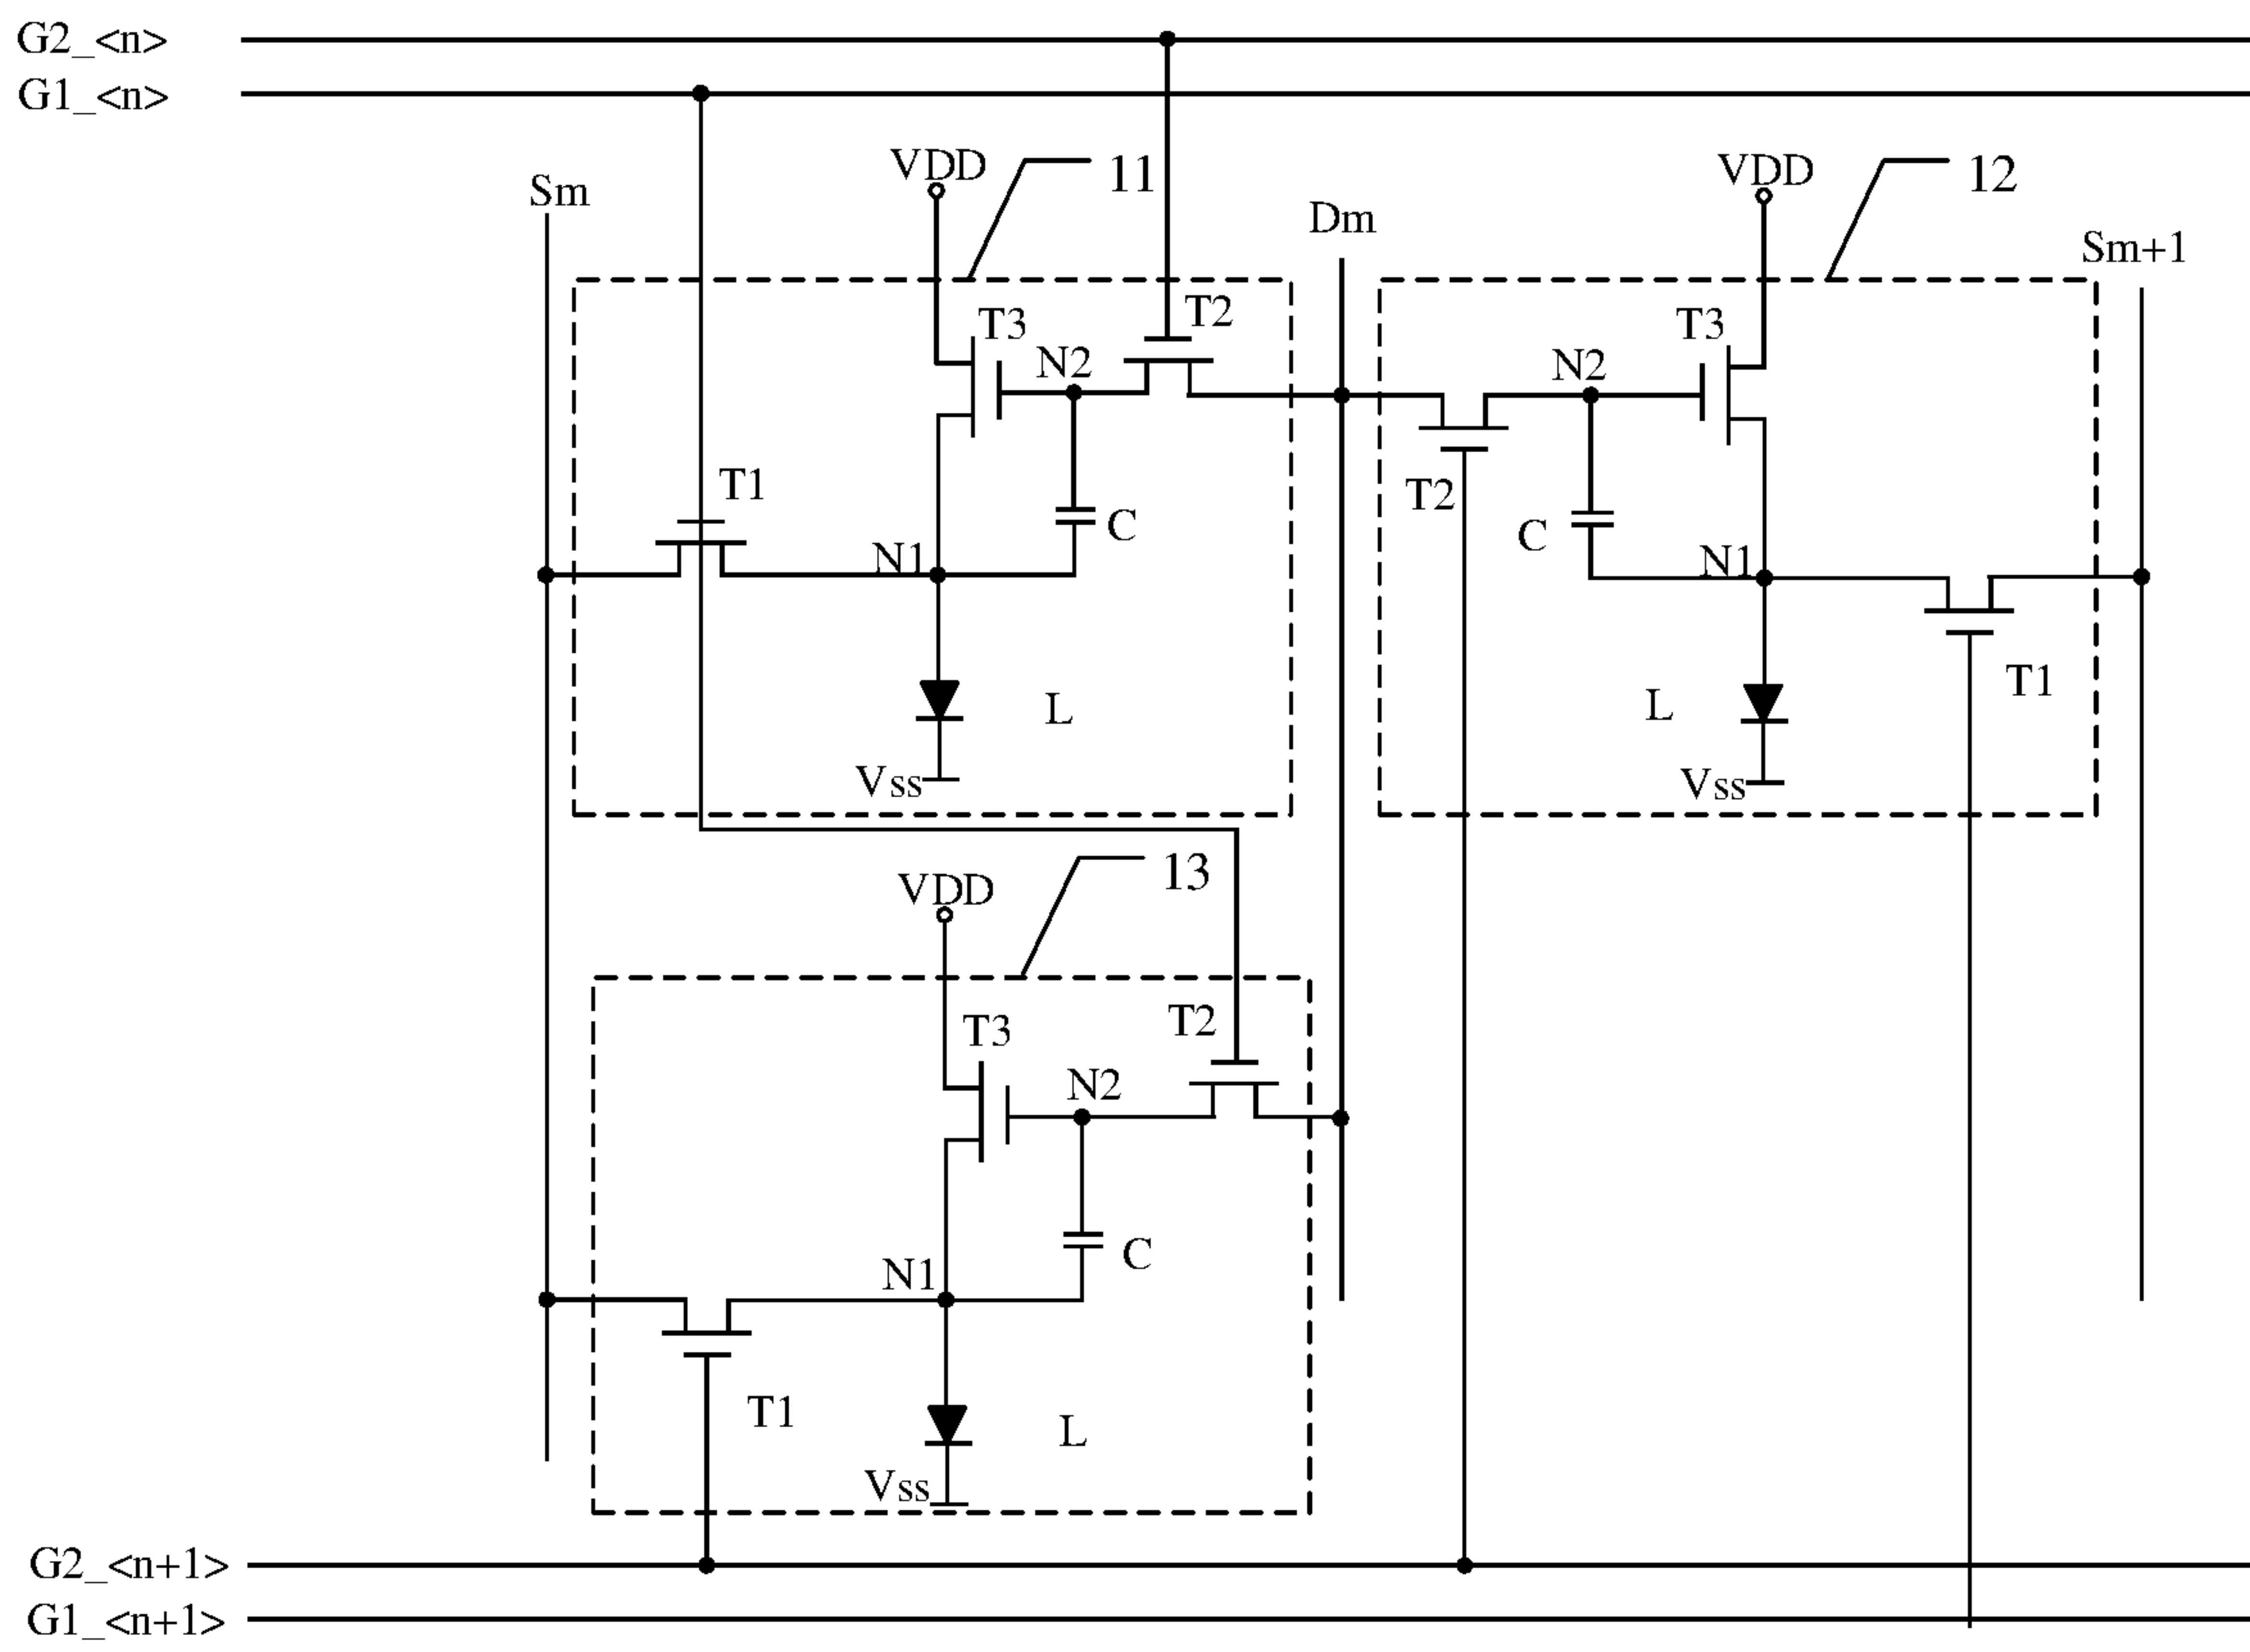 G2_<n>
G1_<n>
VDD
11
VDD
12
Sm
Dm
Sm+1
T3
T2
T3
N2
N2
T1
T2
C
C
N1
N1
L
L
T1
Vss
Vss
13
VDD
T3
T2
N2
C
N1
T1
L
Vss
G2_<n+1>
G1_<n+1>